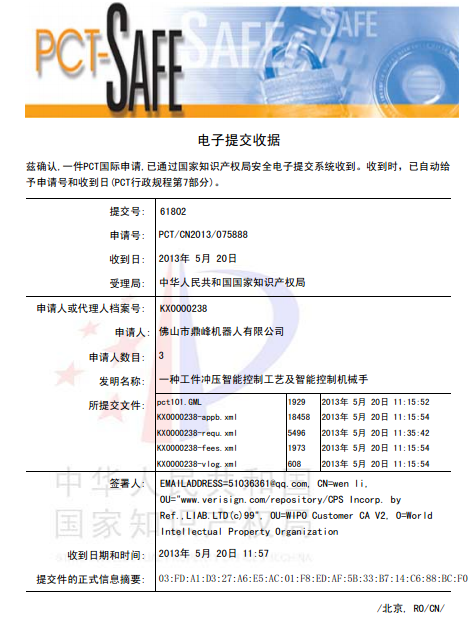 PCT-SAFE
SAFE
电子提交收据
兹确认,一件PCT国际申请,已通过国家知识产权局安全电子提交系统收到。收到时，已自动给
予申请号和收到日(PCT行政规程第7部分)。
提交号: 61802
申请号: PCT/CN2013/075888
收到日: 2013年 5月 20日
受理局: 中华人民共和国国家知识产权局
申请人或代理人档案号: KX0000238
申请人: 佛山市鼎峰机器人有限公司
申请人数目: 3
发明名称: 一种工件冲压智能控制工艺及智能控制机械手
所提交文件: pct101.GML 1929 2013年 5月 20日 11:15:52
KX0000238-appb.xml 18458 2013年 5月 20日 11:15:54
KX0000238-requ.xml 5496 2013年 5月 20日 11:35:42
KX0000238-fees.xml 1973 2013年 5月 20日 11:15:54
KX0000238-vlog.xml 608 2013年 5月 20日 11:15:54
中华人民共和国
国家知识产权局
签署人: EMAILADDRESS=51036361@qq.com, CN=wen li,
OU="www.verisign.com/repository/CPS Incorp. by
Ref.,LIAB.LTD(c)99", OU=WIPO Customer CA V2, O=World
Intellectual Property Organization
收到日期和时间: 2013年 5月 20日 11:57
提交件的正式信息摘要: 03:FD:A1:D3:27:A6:E5:AC:01:F8:ED:AF:5B:33:B7:14:C6:88:BC:F0
/北京, RO/CN/